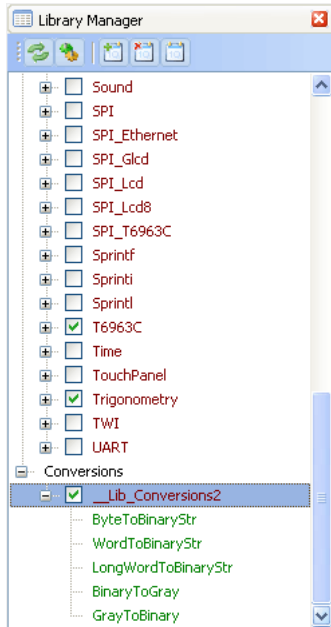 Library Manager
Sound
SPI
SPI_Ethernet
SPI_Glcd
SPI_Lcd
SPI_Lcd8
SPI_T6963C
Sprintf
Sprinti
Sprintl
T6963C
Time
TouchPanel
Trigonometry
TWI
UART
Conversions
__Lib_Conversions2
ByteToBinaryStr
WordToBinaryStr
LongWordToBinaryStr
BinaryToGray
GrayToBinary